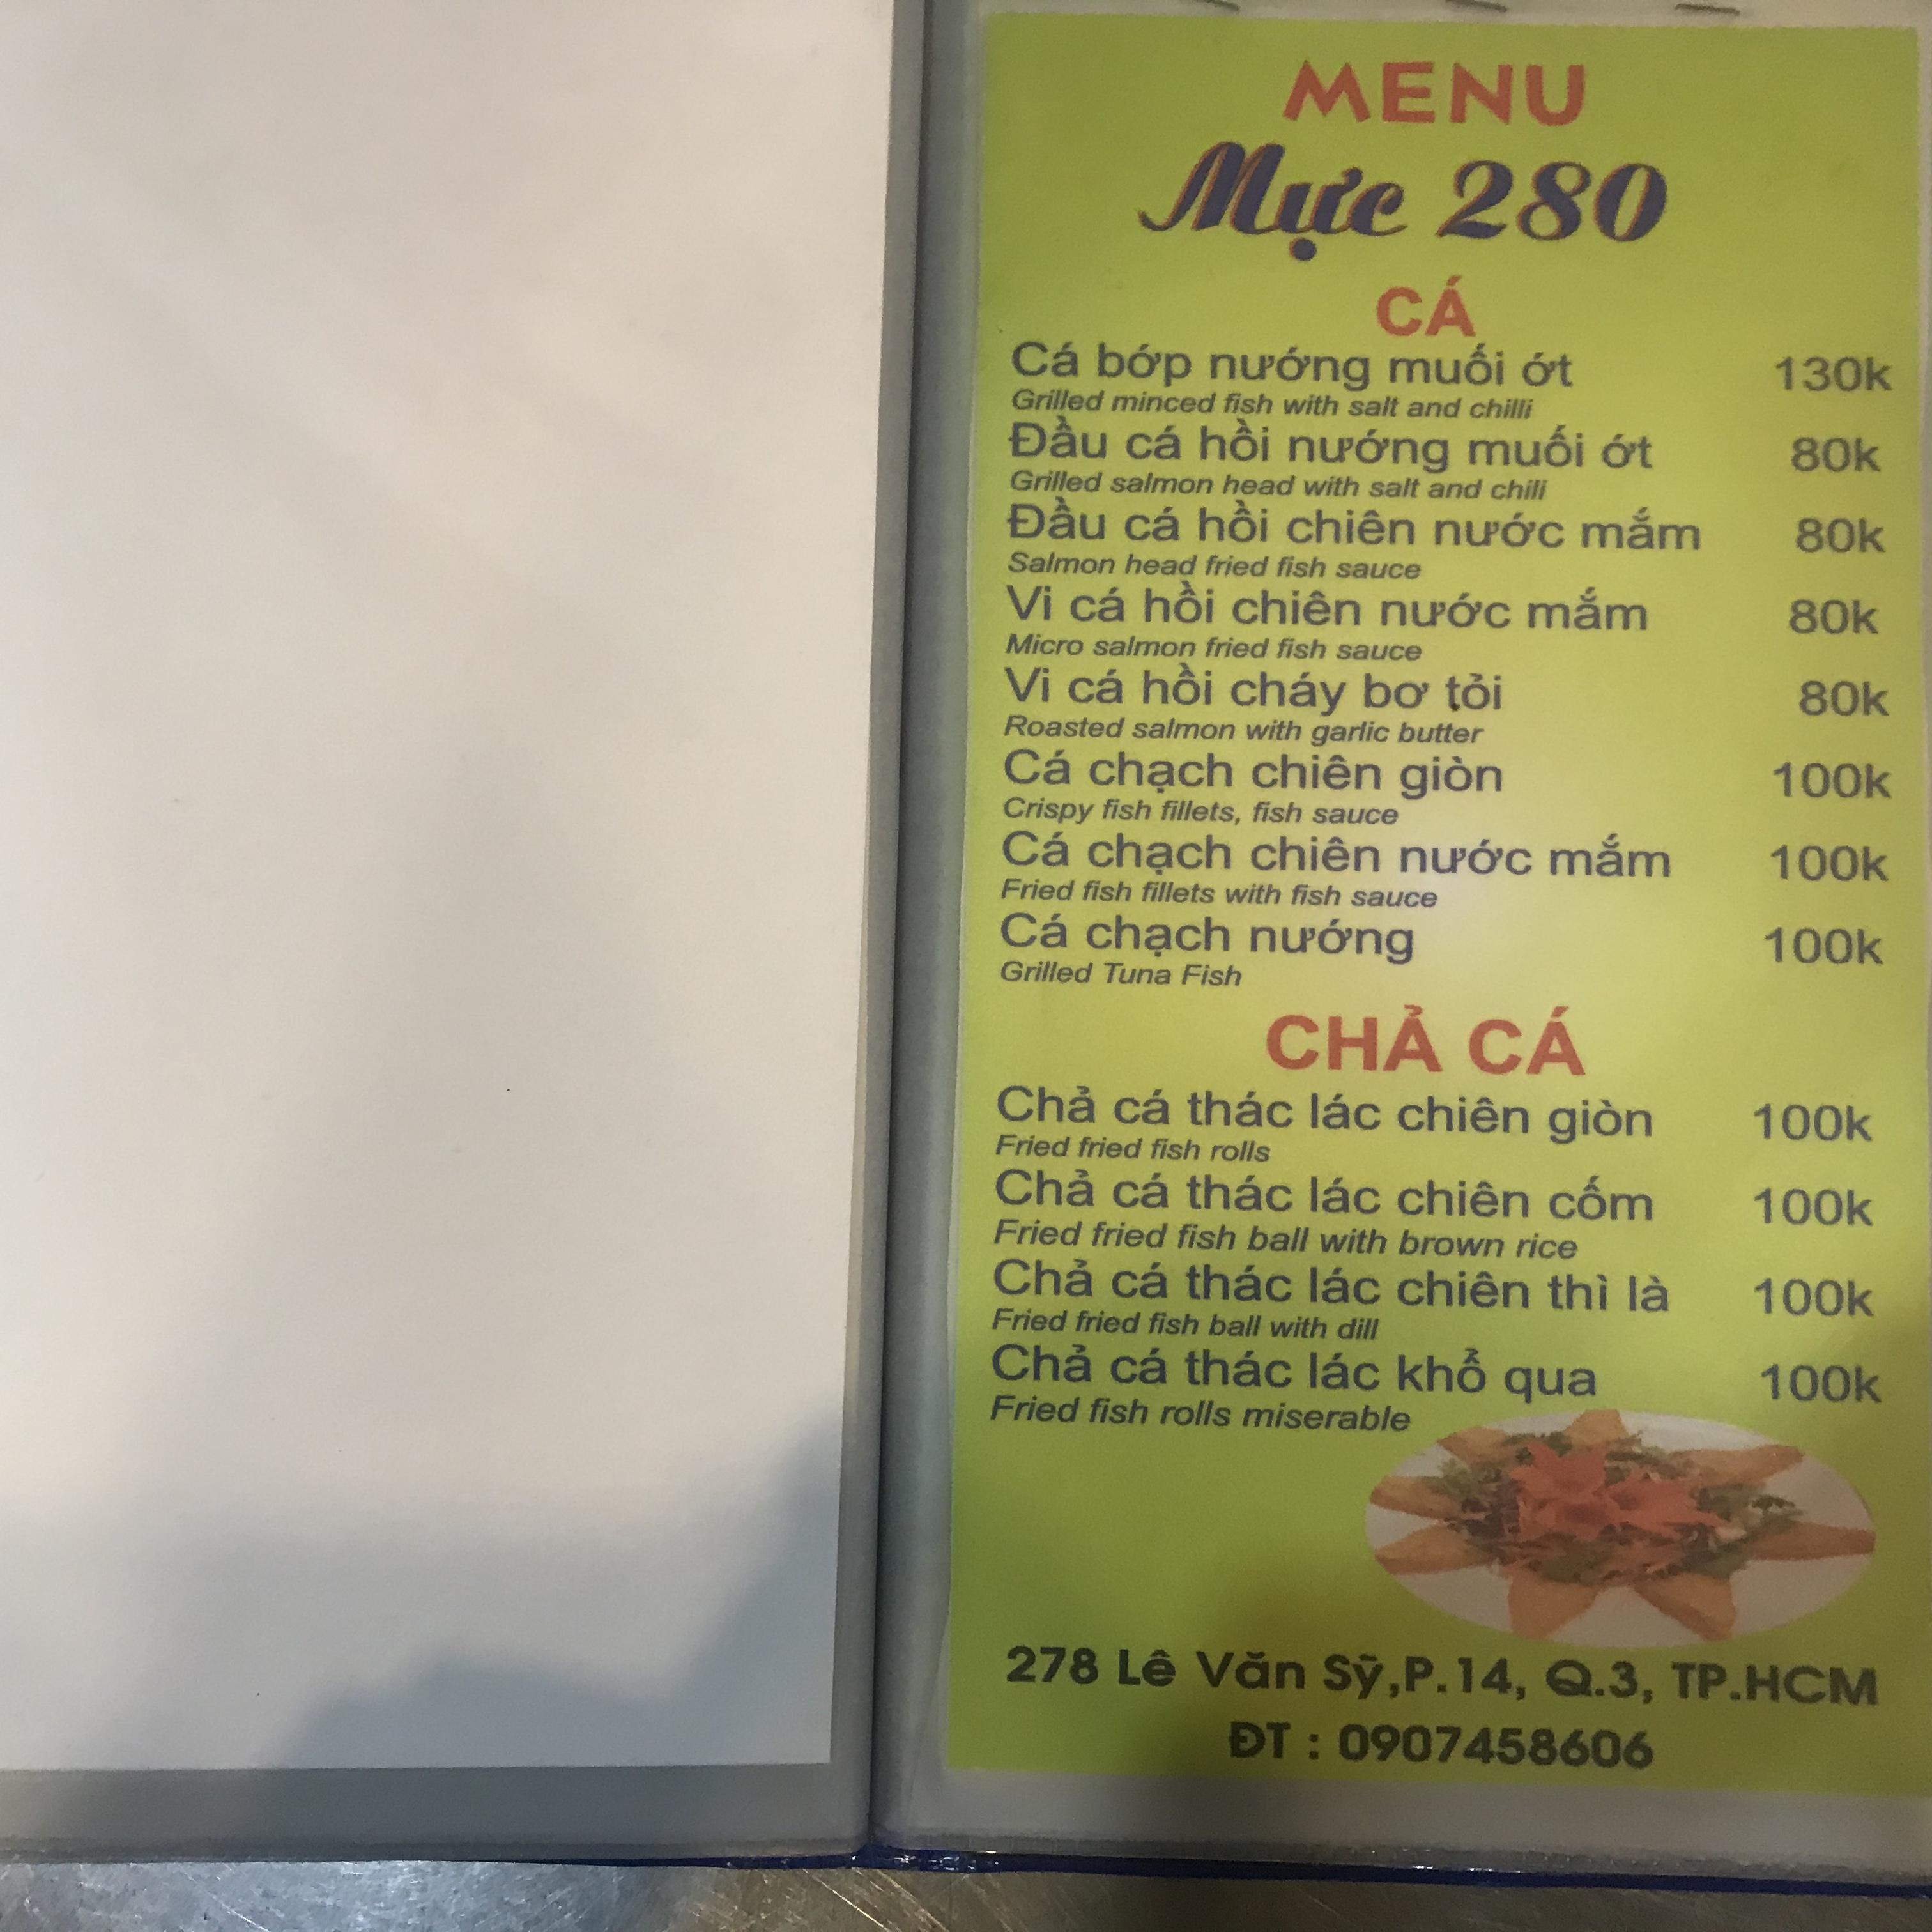 MENU
Mực 280
CÁ
Cá bớp nướng muối ớt 130k
Grilled minced fish with salt and chilli
Đầu cá hồi nướng muối ớt 80k
Grilled salmon head with salt and chili
Đầu cá hồi chiên nước mắm 80k
Salmon head fried fish sauce
Vi cá hồi chiên nước mắm 80k
Micro salmon fried fish sauce
Vi cá hồi cháy bơ tỏi 80k
Roasted salmon with garlic butter
Cá chạch chiên giòn 100k
Crispy fish fillets, fish sauce
Cá chạch chiên nước mắm 100k
Fried fish fillets with fish sauce
Cá chạch nướng 100k
Grilled Tuna Fish
CHẢ CÁ
Chả cá thác lác chiên giòn 100k
Fried fried fish rolls
Chả cá thác lác chiên cốm 100k
Fried fried fish ball with brown rice
Chả cá thác lác chiên thì là 100k
Fried fried fish ball with dill
Chả cá thác lác khổ qua 100k
Fried fish rolls miserable
278 Lê Văn Sỹ,P.14, Q.3, TP.HCM
ĐT : 0907458606